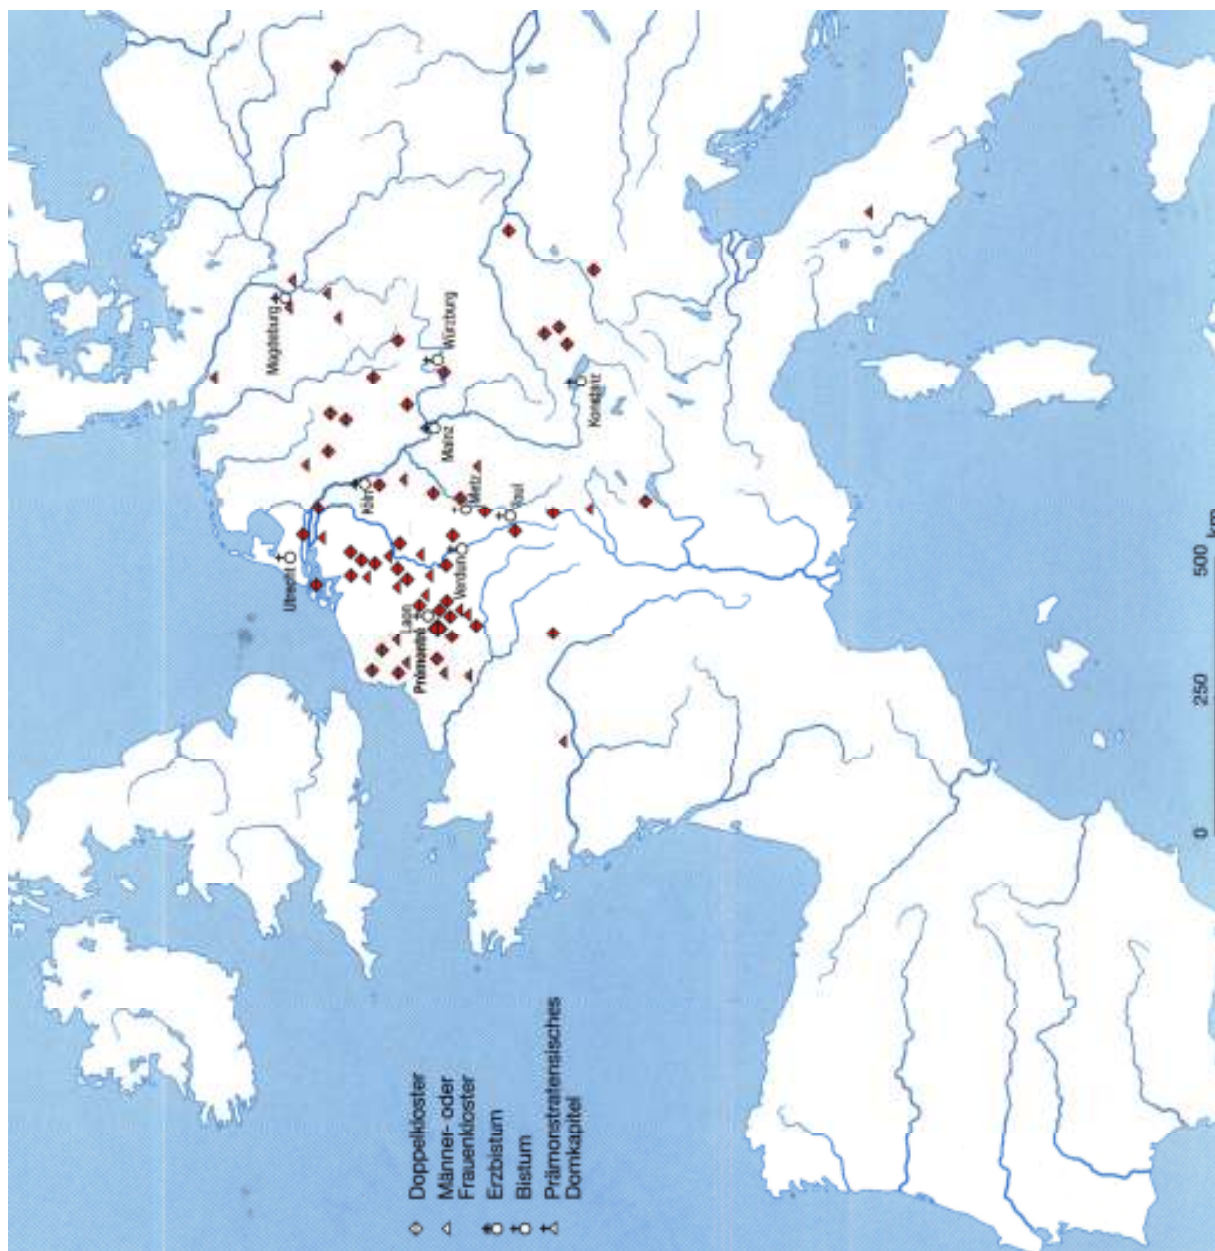 Magdeburg
Utrecht
Köln
Würzburg
Mainz
Laon
Prémontré
Verdun
Metz
Toul
Konstanz
Doppelkloster
Männer- oder
Frauenkloster
Erzbistum
Bistum
Prämonstratensisches
Domkapitel
0 250 500
km